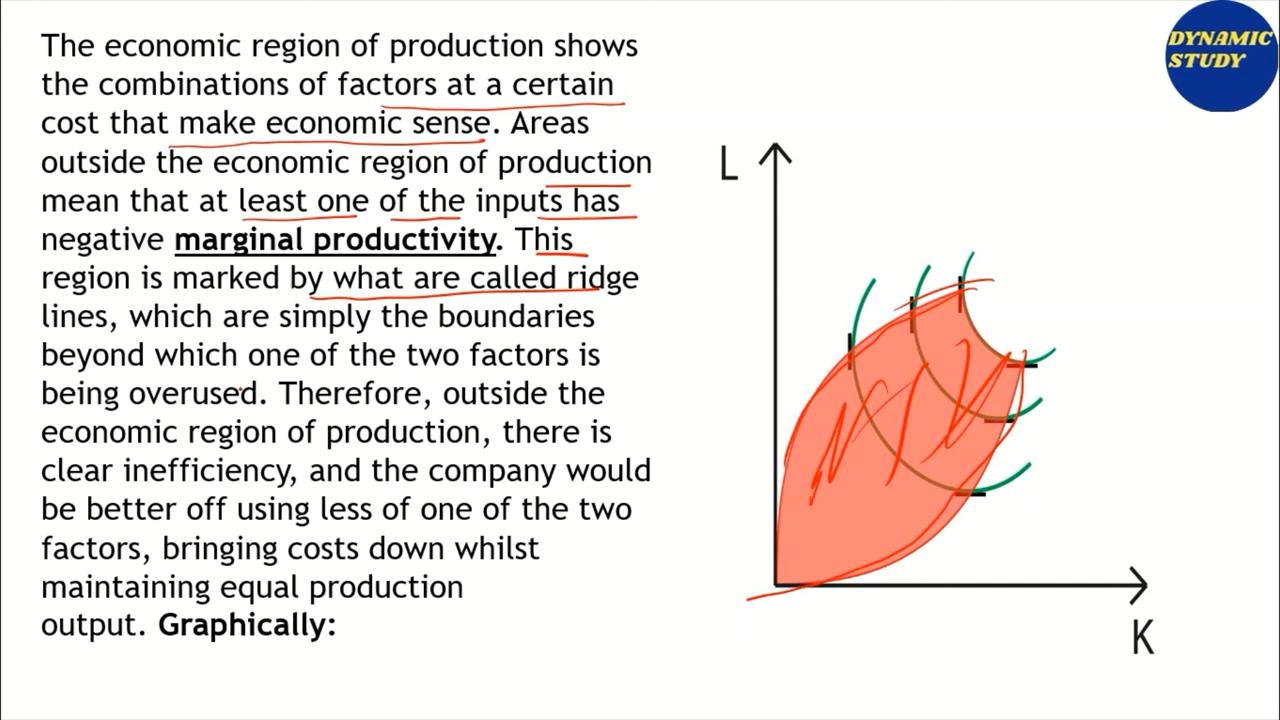 The economic region of production shows
the combinations of factors at a certain
cost that make economic sense. Areas
outside the economic region of production
mean that at least one of the inputs has
negative marginal productivity. This
region is marked by what are called ridge
lines, which are simply the boundaries
beyond which one of the two factors is
being overused. Therefore, outside the
economic region of production, there is
clear inefficiency, and the company would
be better off using less of one of the two
factors, bringing costs down whilst
maintaining equal production
output. Graphically:
DYNAMIC
STUDY
L
K